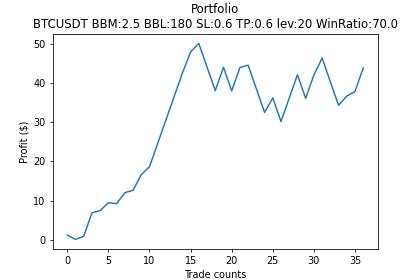 Portfolio
BTCUSDT BBM:2.5 BBL:180 SL:0.6 TP:0.6 lev:20 WinRatio:70.0
50
40
30
20
10
0
Profit ($)
0 5 10 15 20 25 30 35
Trade counts